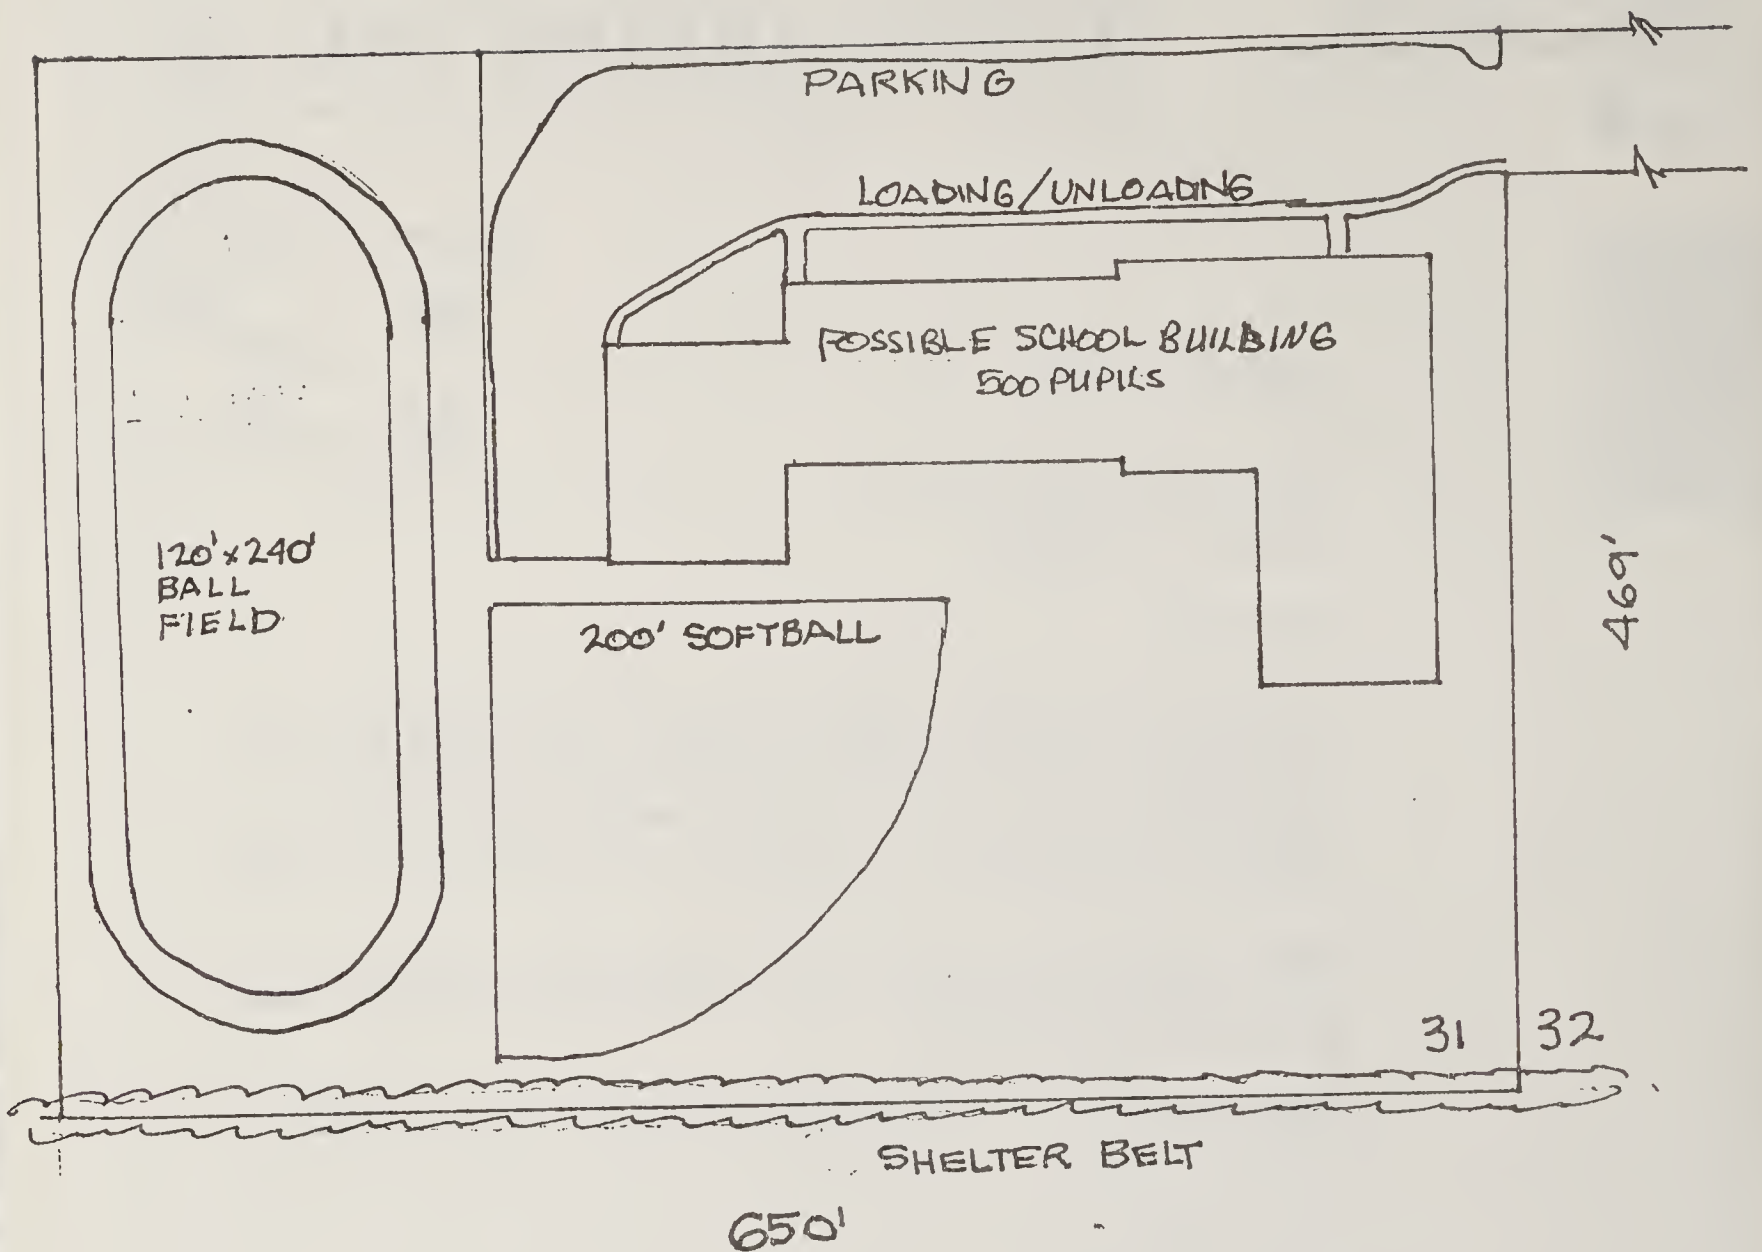 PARKING
LOADING/UNLOADING
POSSIBLE SCHOOL BUILDING
500 PUPILS
120'x240'
BALL
FIELD
200' SOFTBALL
469'
31
32
SHELTER BELT
650'